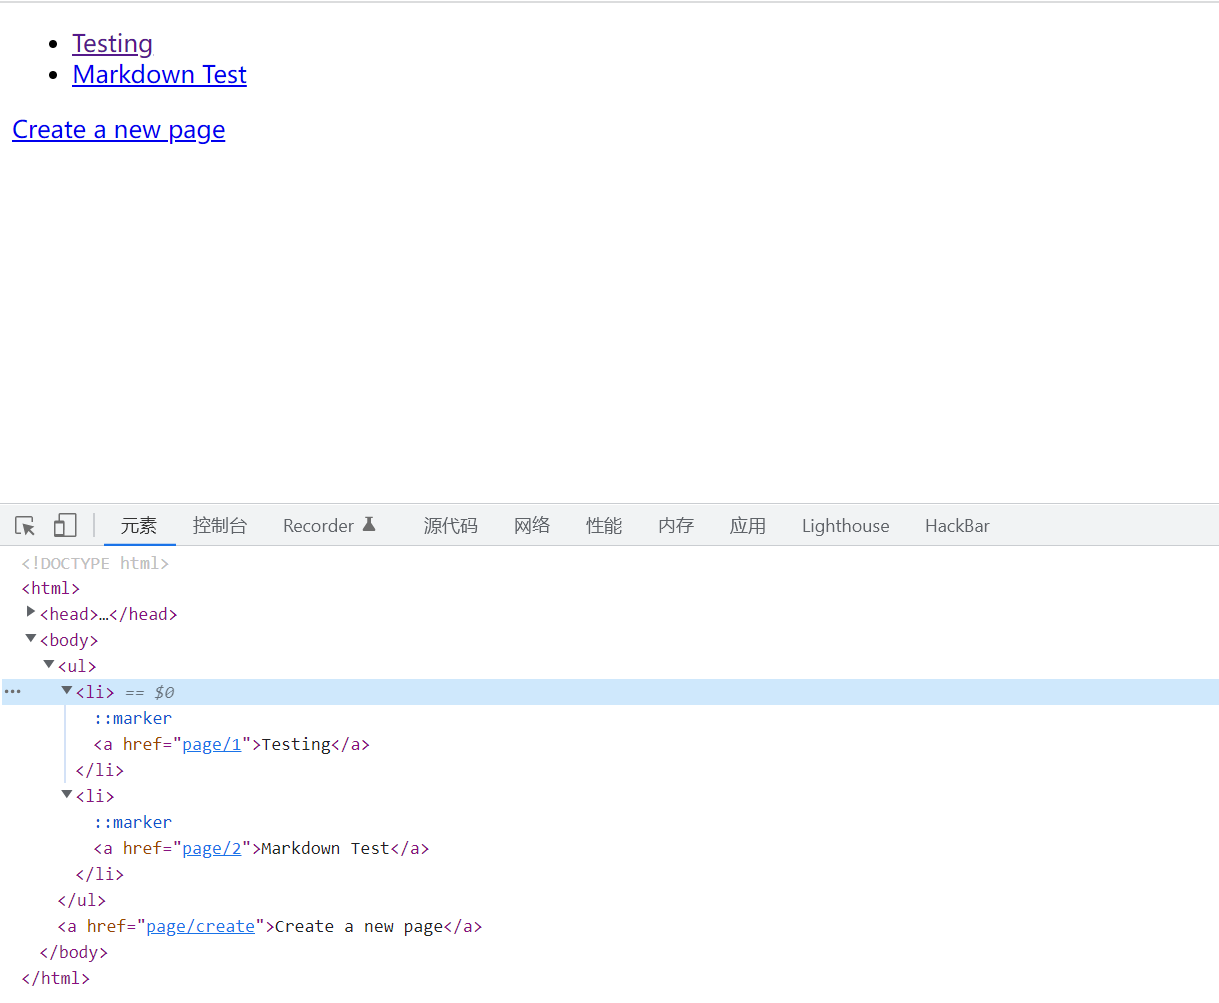 Testing
Markdown Test
Create a new page
元素 控制台 Recorder 源代码 网络 性能 内存 应用 Lighthouse HackBar
<!DOCTYPE html>
<html>
<head>…</head>
<body>
<ul>
<li> == $0
::marker
<a href="page/1">Testing</a>
</li>
<li>
::marker
<a href="page/2">Markdown Test</a>
</li>
</ul>
<a href="page/create">Create a new page</a>
</body>
</html>